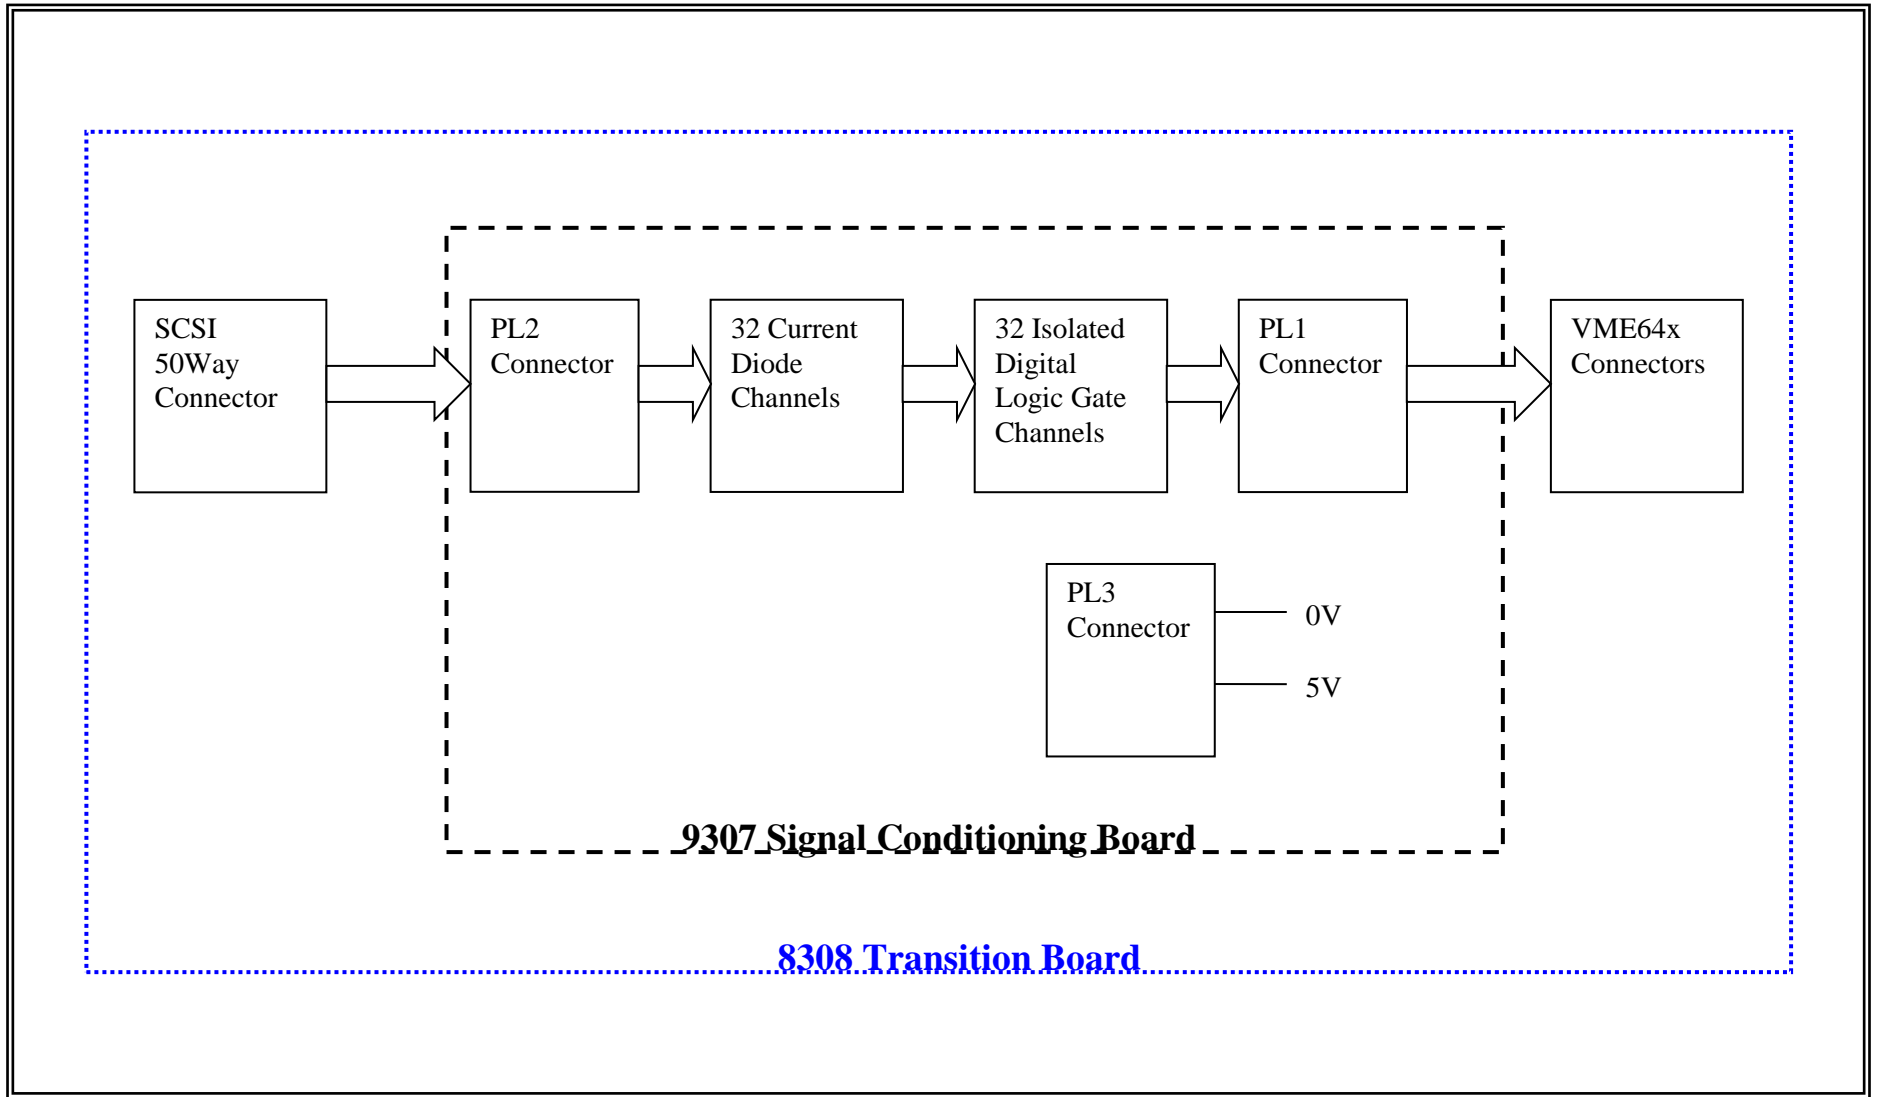 SCSI
50Way
Connector
PL2
Connector
32 Current
Diode
Channels
32 Isolated
Digital
Logic Gate
Channels
PL1
Connector
VME64x
Connectors
PL3
Connector
0V
5V
9307 Signal Conditioning Board
8308 Transition Board